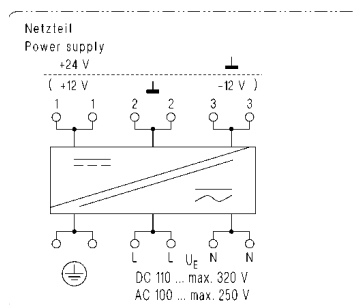 Netzteil
Power supply
+24 V
( +12 V -12 V )
1 1 2 2 3 3
L L UE N N
DC 110 ... max. 320 V
AC 100 ... max. 250 V